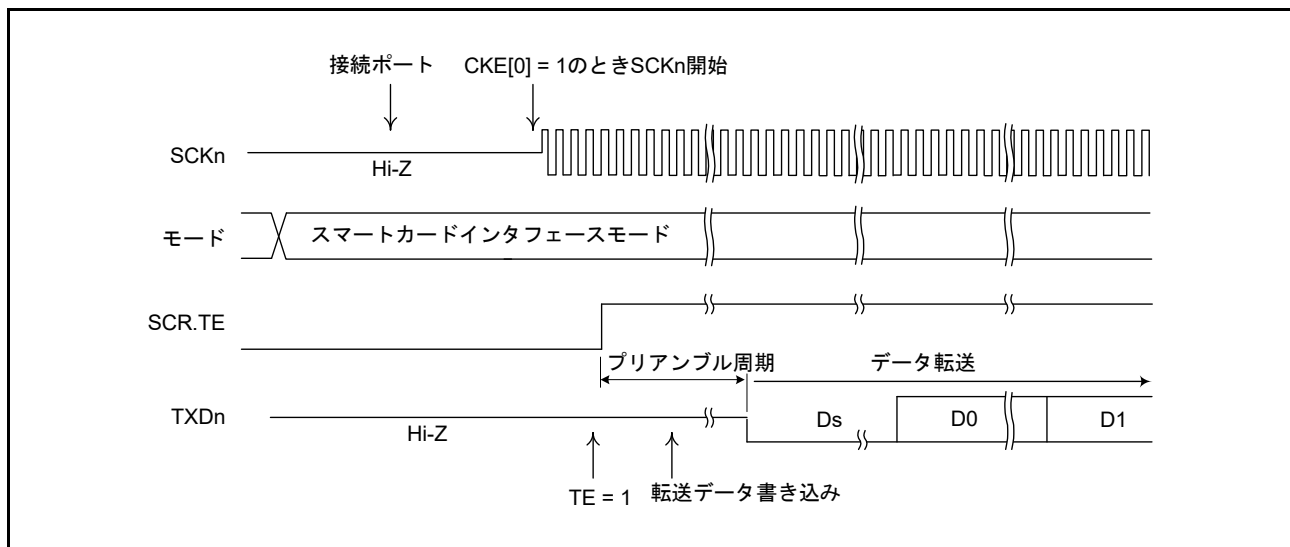 接続ポート CKE[0] = 1のときSCKn開始
SCKn
Hi-Z
モード スマートカードインタフェースモード
SCR.TE
プリアンブル周期 データ転送
TXDn
Hi-Z
Ds D0 D1
TE = 1 転送データ書き込み